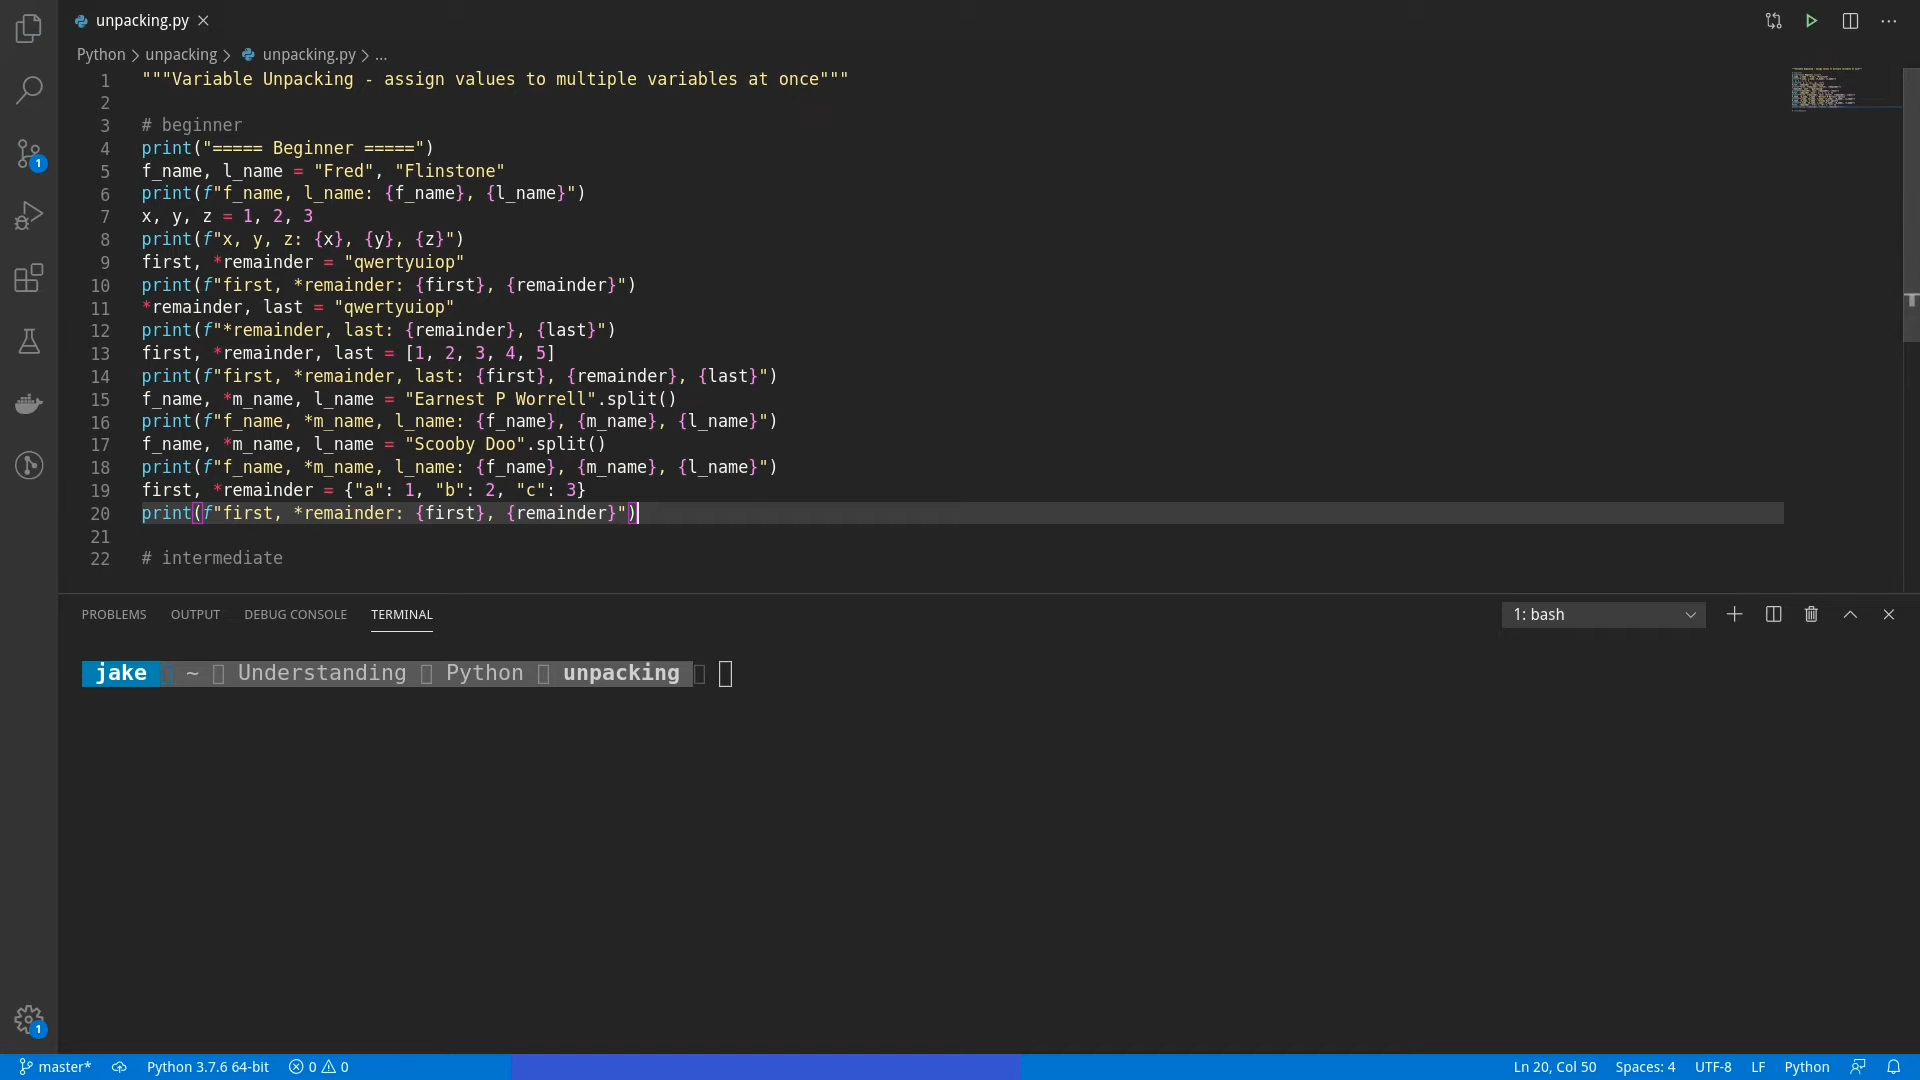 unpacking.py
Python > unpacking > unpacking.py > ...
1 """Variable Unpacking - assign values to multiple variables at once"""
2
3 # beginner
4 print("===== Beginner =====")
5 f_name, l_name = "Fred", "Flinstone"
6 print(f"f_name, l_name: {f_name}, {l_name}")
7 x, y, z = 1, 2, 3
8 print(f"x, y, z: {x}, {y}, {z}")
9 first, *remainder = "qwertyuiop"
10 print(f"first, *remainder: {first}, {remainder}")
11 *remainder, last = "qwertyuiop"
12 print(f"*remainder, last: {remainder}, {last}")
13 first, *remainder, last = [1, 2, 3, 4, 5]
14 print(f"first, *remainder, last: {first}, {remainder}, {last}")
15 f_name, *m_name, l_name = "Earnest P Worrell".split()
16 print(f"f_name, *m_name, l_name: {f_name}, {m_name}, {l_name}")
17 f_name, *m_name, l_name = "Scooby Doo".split()
18 print(f"f_name, *m_name, l_name: {f_name}, {m_name}, {l_name}")
19 first, *remainder = {"a": 1, "b": 2, "c": 3}
20 print(f"first, *remainder: {first}, {remainder}")
21
22 # intermediate
1
PROBLEMS OUTPUT DEBUG CONSOLE TERMINAL 1: bash
jake ~ Understanding Python unpacking
1
master* Python 3.7.6 64-bit 0 0 Ln 20, Col 50 Spaces: 4 UTF-8 LF Python